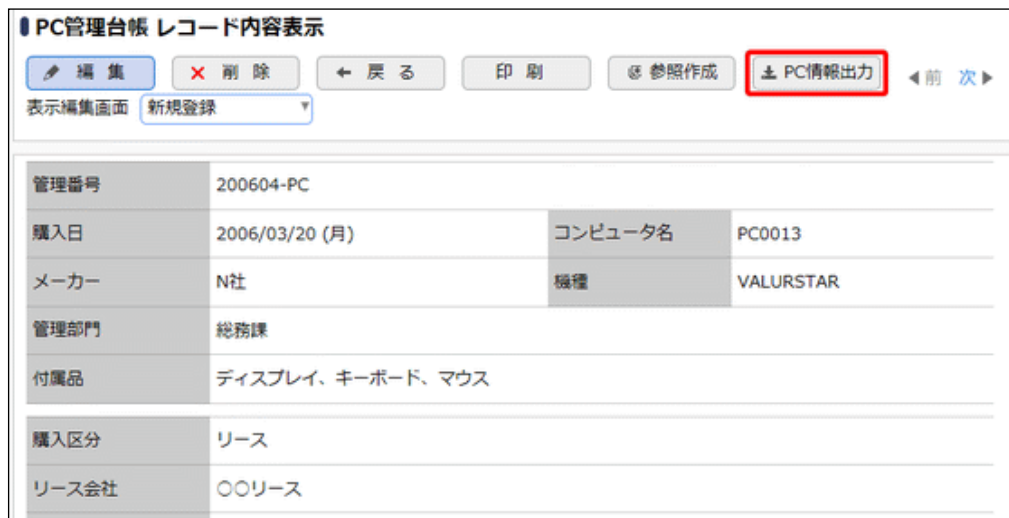 PC管理台帳 レコード内容表示
編 集 削 除 戻 る 印 刷 参照作成 PC情報出力 前 次
表示編集画面 新規登録
管理番号 200604-PC
購入日 2006/03/20 (月) コンピュータ名 PC0013
メーカー N社 機種 VALURSTAR
管理部門 総務課
付属品 ディスプレイ、キーボード、マウス
購入区分 リース
リース会社 〇〇リース